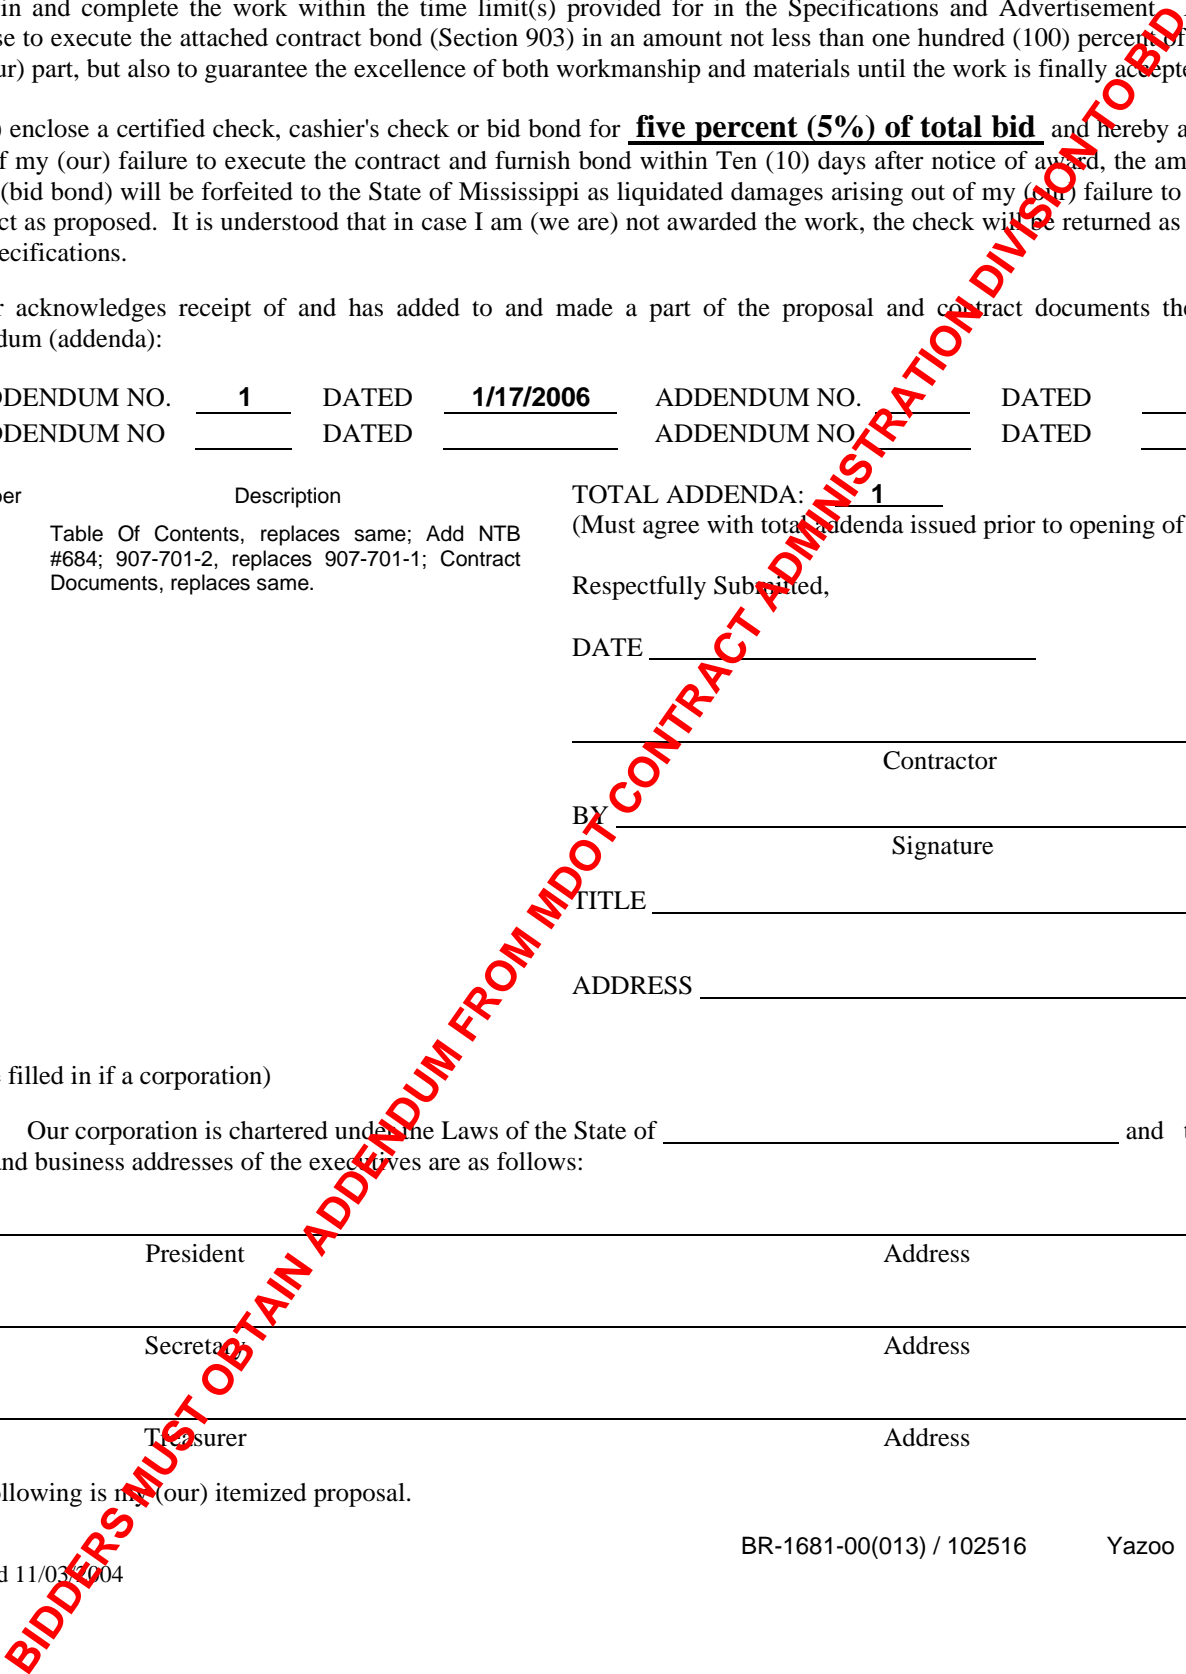 in and complete the work within the time limit(s) provided for in the Specifications and Advertisement.
se to execute the attached contract bond (Section 903) in an amount not less than one hundred (100) percent of
ur) part, but also to guarantee the excellence of both workmanship and materials until the work is finally accepte
) enclose a certified check, cashier's check or bid bond for five percent (5%) of total bid and hereby a
f my (our) failure to execute the contract and furnish bond within Ten (10) days after notice of award, the am
(bid bond) will be forfeited to the State of Mississippi as liquidated damages arising out of my (our) failure to
ct as proposed. It is understood that in case I am (we are) not awarded the work, the check will be returned as
ecifications.
r acknowledges receipt of and has added to and made a part of the proposal and contract documents the
dum (addenda):
DDENDUM NO. 1 DATED 1/17/2006 ADDENDUM NO. DATED
DDENDUM NO DATED ADDENDUM NO DATED
ber Description
TOTAL ADDENDA: 1
(Must agree with total addenda issued prior to opening of
Table Of Contents, replaces same; Add NTB
#684; 907-701-2, replaces 907-701-1; Contract
Documents, replaces same.
Respectfully Submitted,
DATE
Contractor
BY
Signature
TITLE
ADDRESS
filled in if a corporation)
Our corporation is chartered under the Laws of the State of and t
and business addresses of the executives are as follows:
President Address
Secretary Address
Treasurer Address
llowing is my (our) itemized proposal.
BR-1681-00(013) / 102516 Yazoo
d 11/03/2004
BIDDERS MUST OBTAIN ADDENDUM FROM MDOT CONTRACT ADMINISTRATION DIVISION TO BID